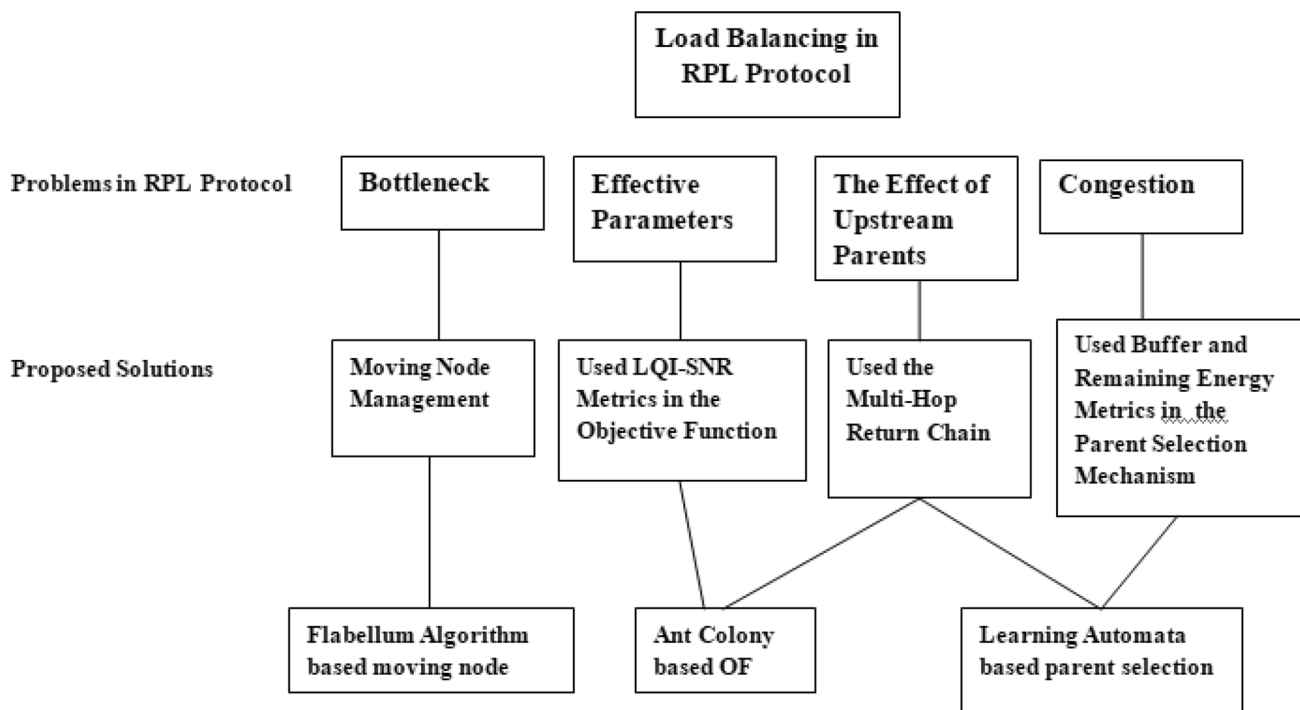 Load Balancing in
RPL Protocol
Problems in RPL Protocol
Bottleneck
Effective
Parameters
The Effect of
Upstream
Parents
Congestion
Proposed Solutions
Moving Node
Management
Used LQI-SNR
Metrics in the
Objective Function
Used the
Multi-Hop
Return Chain
Used Buffer and
Remaining Energy
Metrics in the
Parent Selection
Mechanism
Flabellum Algorithm
based moving node
Ant Colony
based OF
Learning Automata
based parent selection